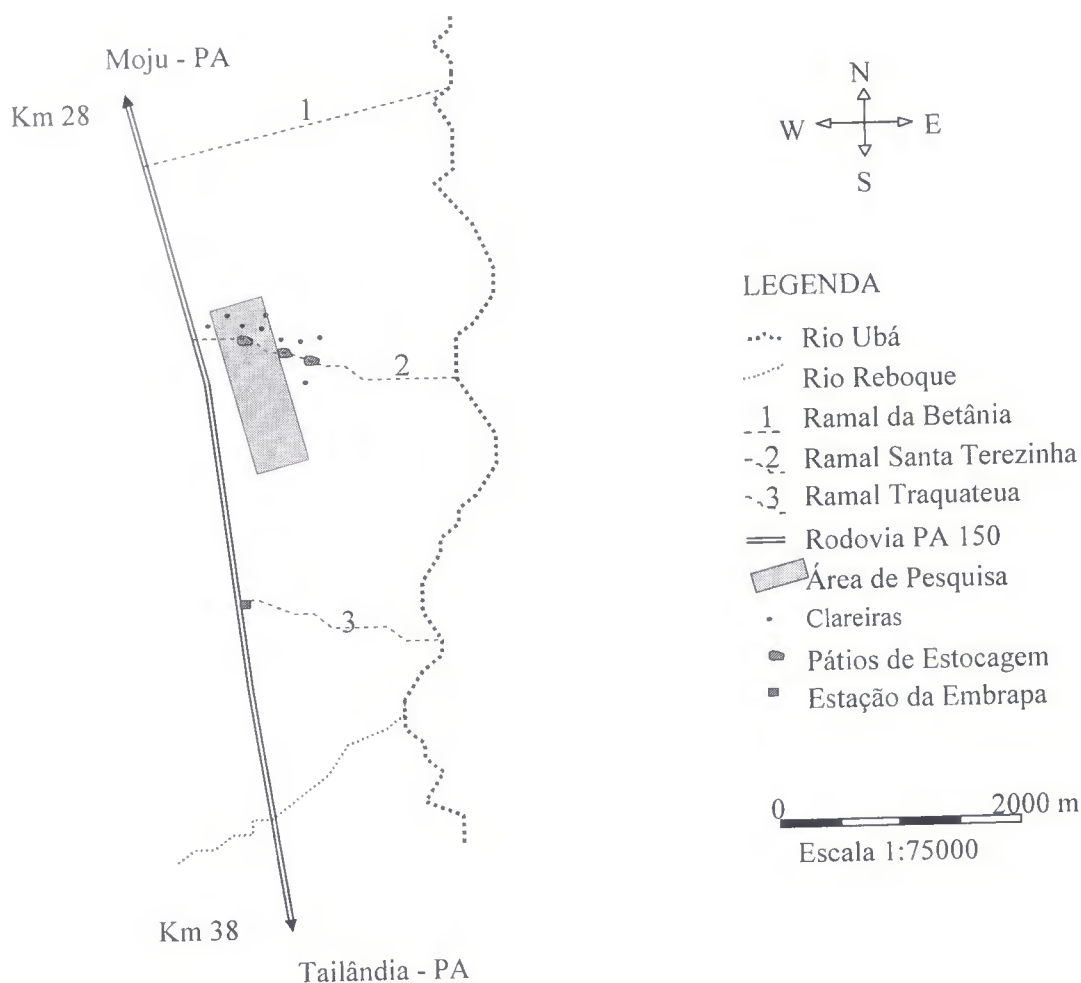 Moju - PA
Km 28
1
N
W E
S
2
3
Km 38
Tailândia - PA
LEGENDA
Rio Ubá
Rio Reboque
1 Ramal da Betânia
2 Ramal Santa Terezinha
3 Ramal Traquateua
Rodovia PA 150
Área de Pesquisa
Clareiras
Pátios de Estocagem
Estação da Embrapa
0 2000 m
Escala 1:75000